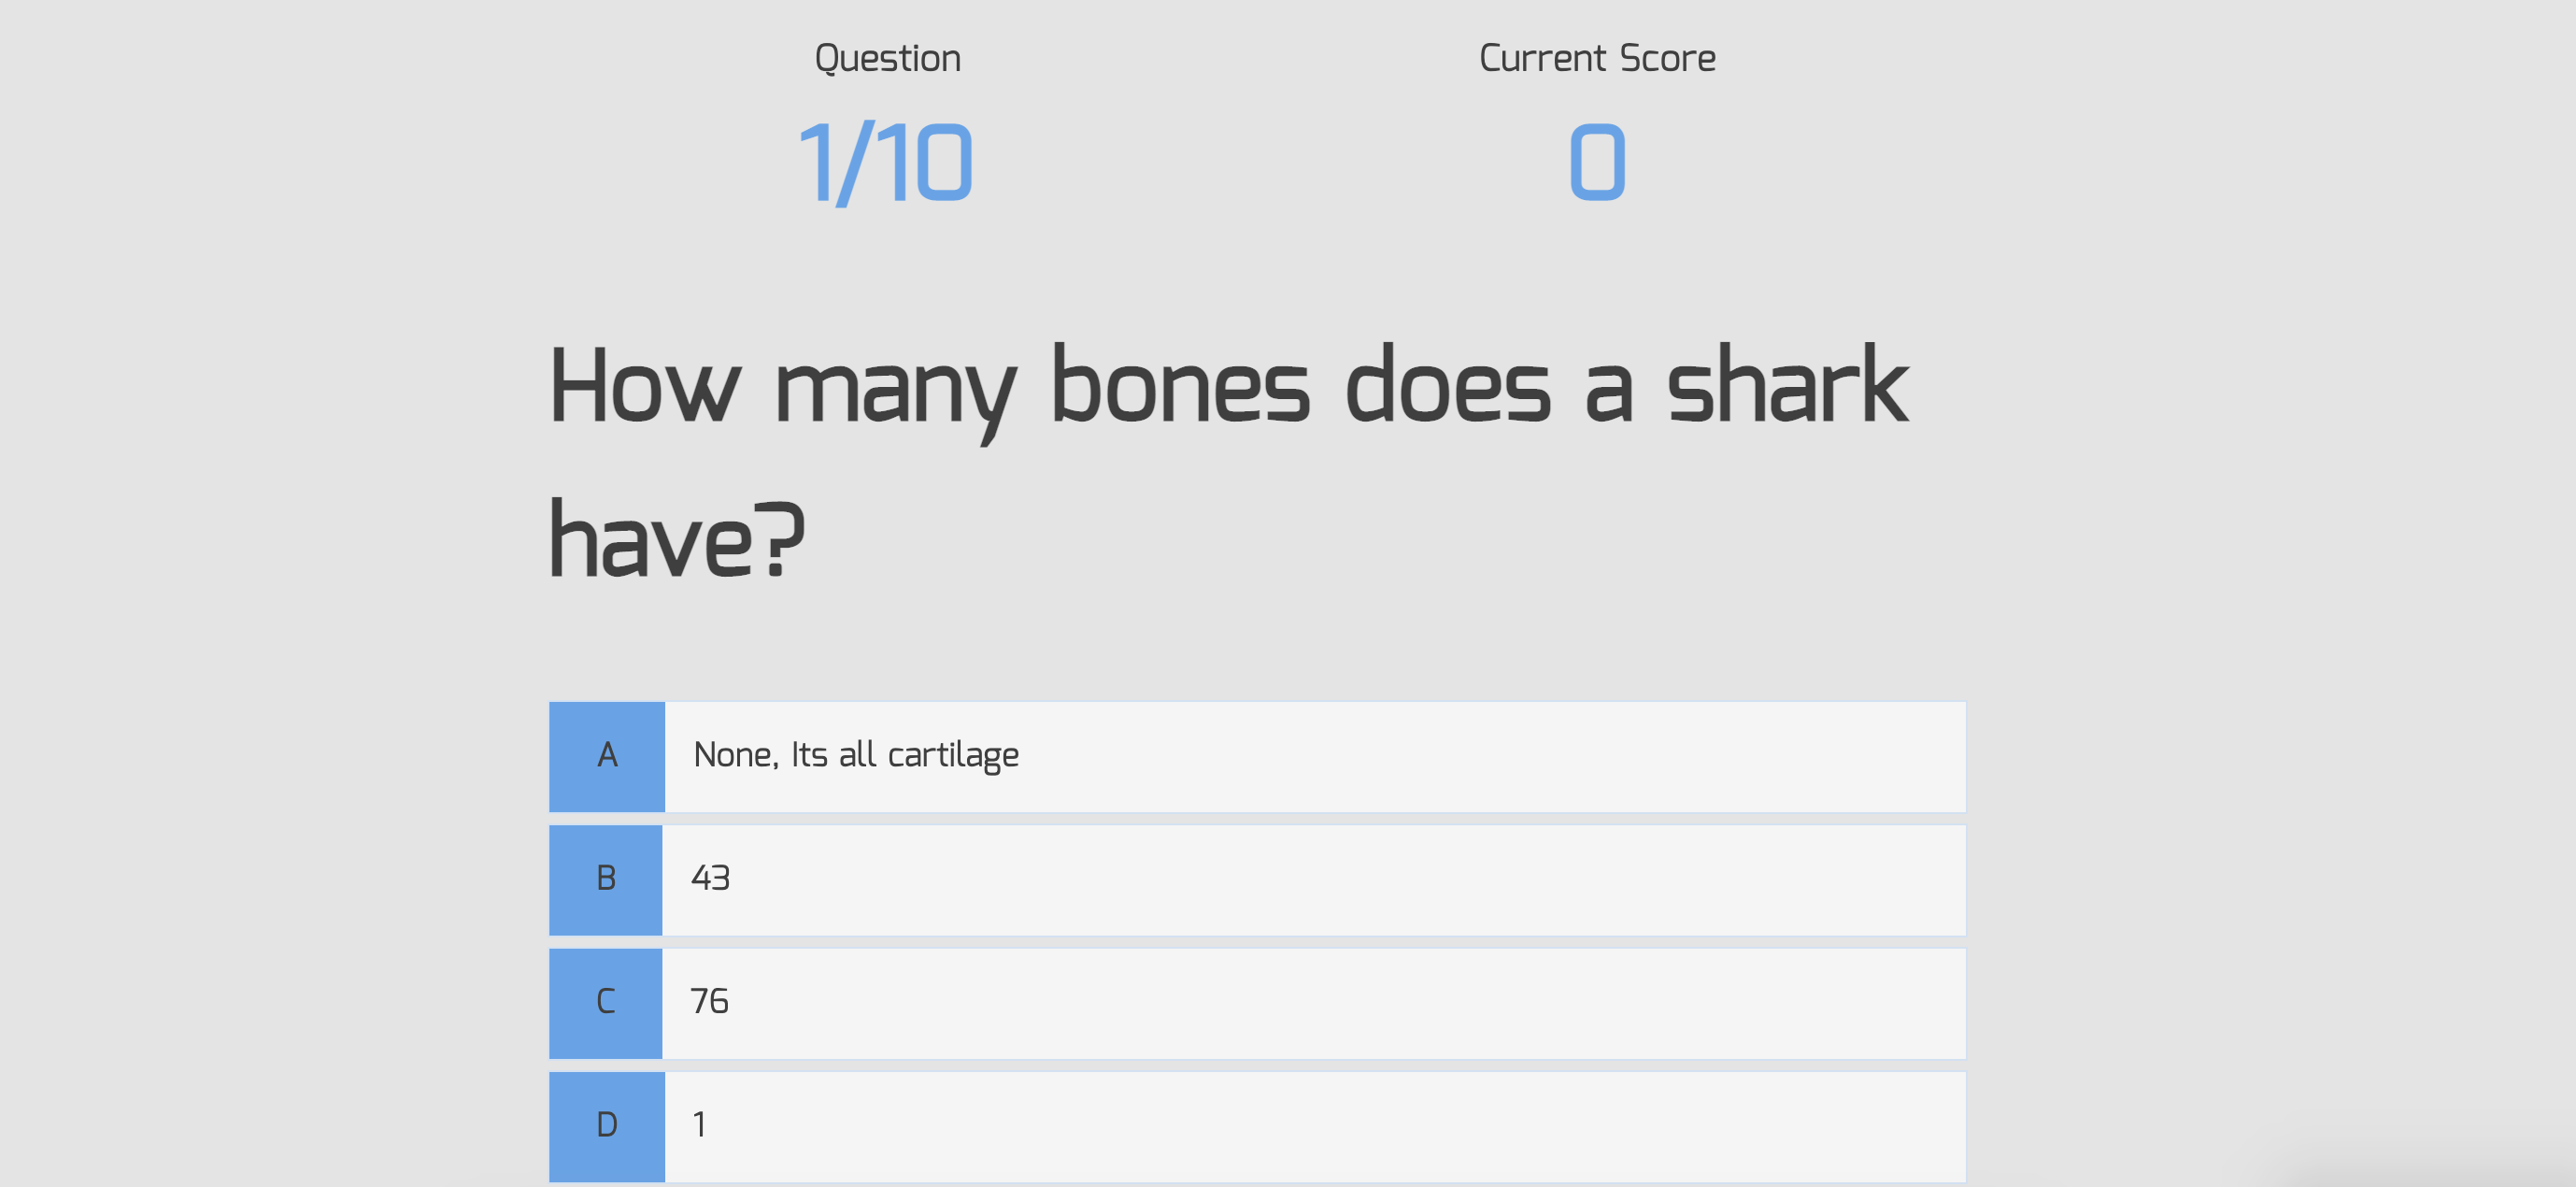 Question
Current Score
1/10
0
How many bones does a shark
have?
A
None, Its all cartilage
B
43
C
76
D
1